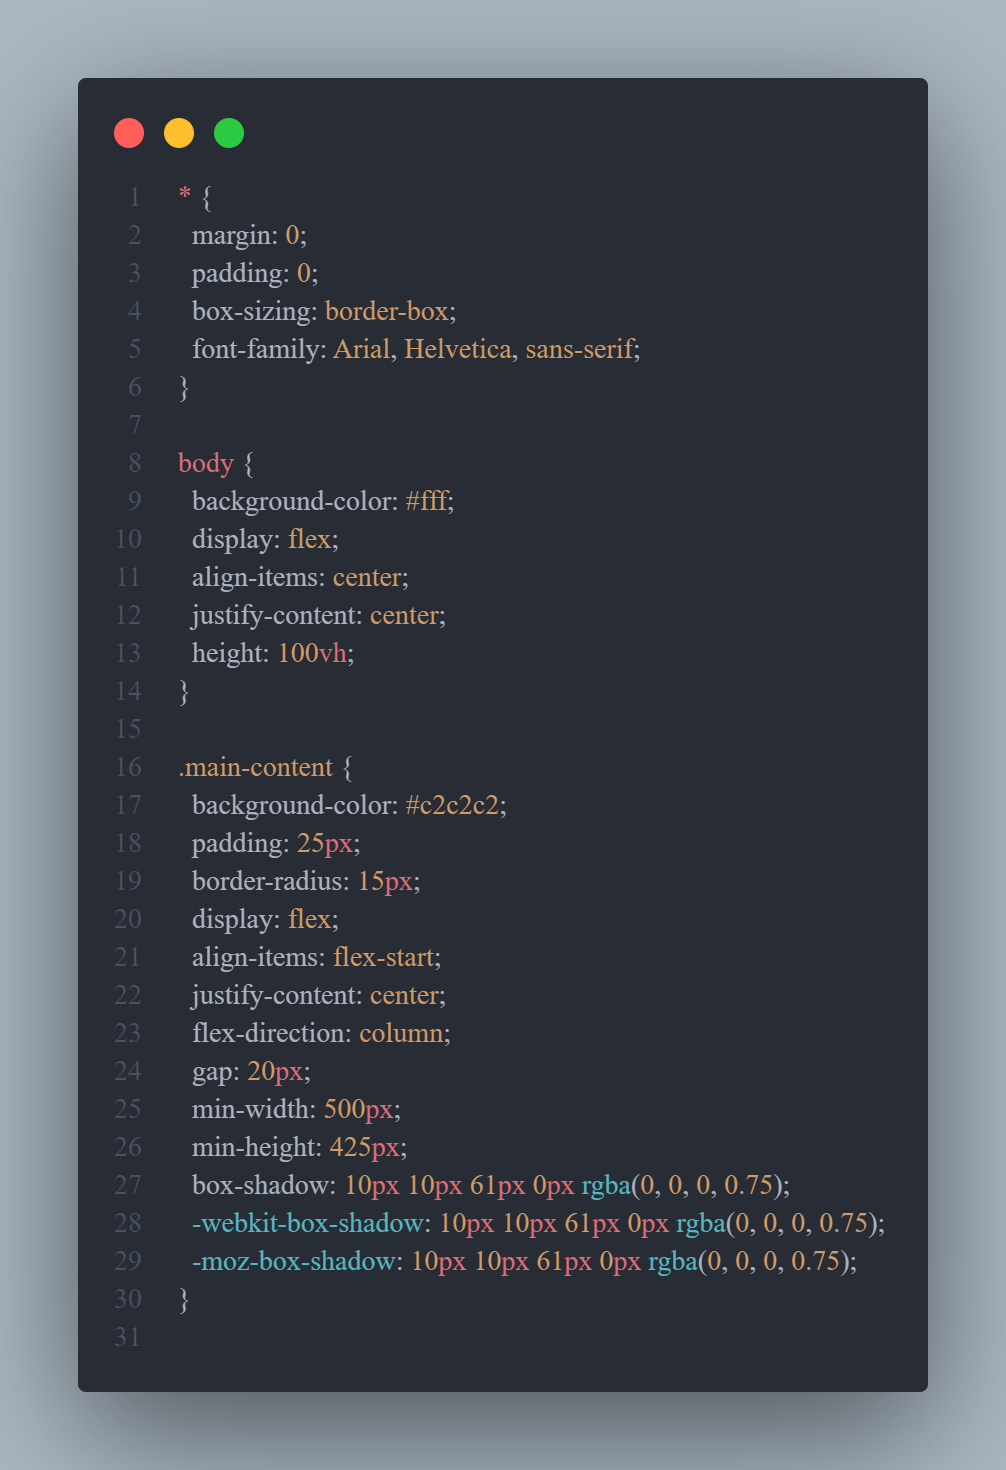 1 * {
2 margin: 0;
3 padding: 0;
4 box-sizing: border-box;
5 font-family: Arial, Helvetica, sans-serif;
6 }
7
8 body {
9 background-color: #fff;
10 display: flex;
11 align-items: center;
12 justify-content: center;
13 height: 100vh;
14 }
15
16 .main-content {
17 background-color: #c2c2c2;
18 padding: 25px;
19 border-radius: 15px;
20 display: flex;
21 align-items: flex-start;
22 justify-content: center;
23 flex-direction: column;
24 gap: 20px;
25 min-width: 500px;
26 min-height: 425px;
27 box-shadow: 10px 10px 61px 0px rgba(0, 0, 0, 0.75);
28 -webkit-box-shadow: 10px 10px 61px 0px rgba(0, 0, 0, 0.75);
29 -moz-box-shadow: 10px 10px 61px 0px rgba(0, 0, 0, 0.75);
30 }
31